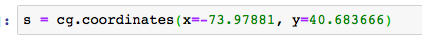 ]: s = cg.coordinates(x=-73.97881, y=40.683666)